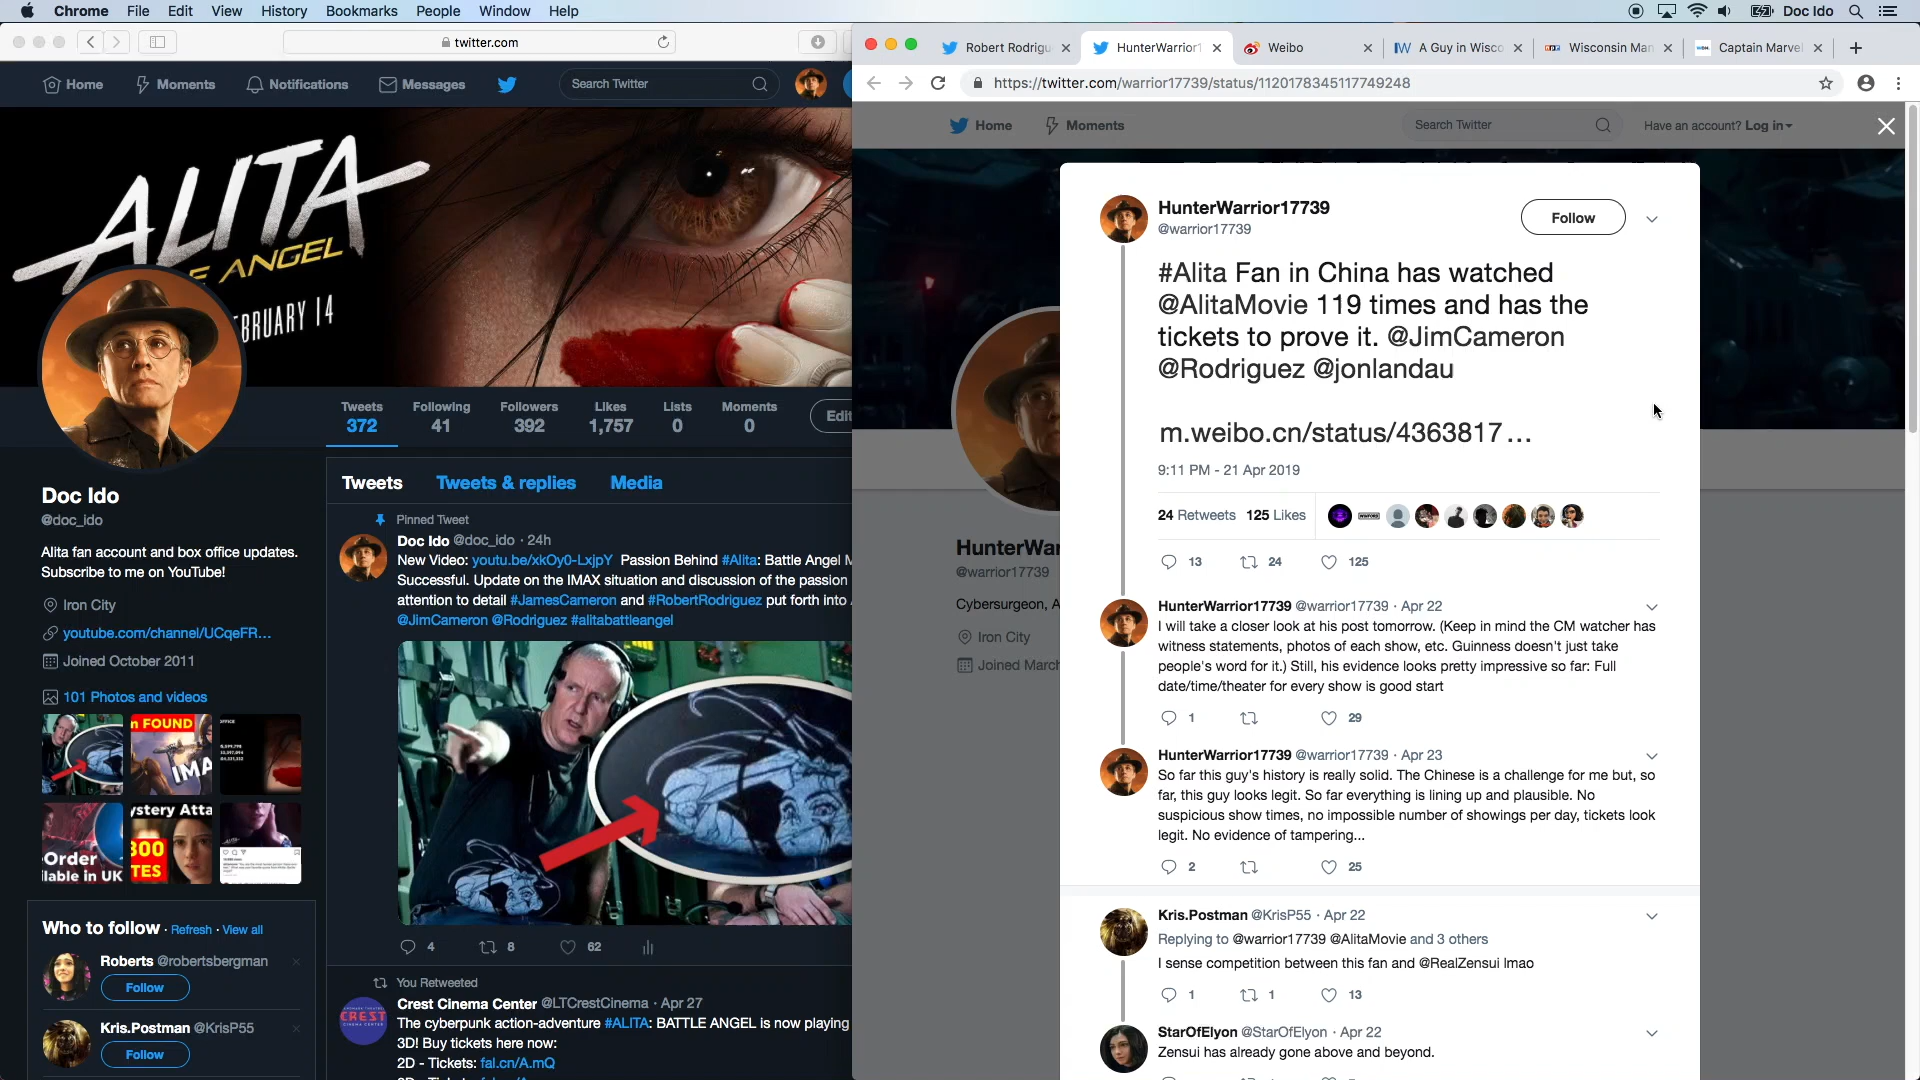 Chrome File Edit View History Bookmarks People Window Help
Doc Ido
twitter.com
Home Moments Notifications Messages
Search Twitter
ALITA
ANGEL
FEBRUARY 14
Tweets Following Followers Likes Lists Moments
372 41 392 1,757 0 0
Edit
Doc Ido
@doc_ido
Alita fan account and box office updates.
Subscribe to me on YouTube!
Iron City
youtube.com/channel/UCqeFR...
Joined October 2011
101 Photos and videos
FOUND
IMA
-Order
ilable in UK
ystery Atta
300
TES
Who to follow · Refresh · View all
Roberts @robertsbergman
Follow
Kris.Postman @KrisP55
Follow
Tweets Tweets & replies Media
Pinned Tweet
Doc Ido @doc_ido · 24h
New Video: youtu.be/xkOy0-LxjpY Passion Behind #Alita: Battle Angel M
Successful. Update on the IMAX situation and discussion of the passion
attention to detail #JamesCameron and #RobertRodriguez put forth into
@JimCameron @Rodriguez #alitabattleangel
4 8 62
You Retweeted
CREST
Crest Cinema Center @LTCrestCinema · Apr 27
The cyberpunk action-adventure #ALITA: BATTLE ANGEL is now playing
3D! Buy tickets here now:
2D - Tickets: fal.cn/A.mQ
Robert Rodrigu
HunterWarrior1
Weibo
A Guy in Wisco
Wisconsin Man
Captain Marvel
https://twitter.com/warrior17739/status/1120178345117749248
Home Moments
Search Twitter
Have an account? Log in
HunterWar
@warrior17739
Cybersurgeon, A
Iron City
Joined March
HunterWarrior17739
@warrior17739
Follow
#Alita Fan in China has watched
@AlitaMovie 119 times and has the
tickets to prove it. @JimCameron
@Rodriguez @jonlandau
m.weibo.cn/status/4363817...
9:11 PM - 21 Apr 2019
24 Retweets 125 Likes
13 24 125
HunterWarrior17739 @warrior17739 · Apr 22
I will take a closer look at his post tomorrow. (Keep in mind the CM watcher has
witness statements, photos of each show, etc. Guinness doesn't just take
people's word for it.) Still, his evidence looks pretty impressive so far: Full
date/time/theater for every show is good start
1 29
HunterWarrior17739 @warrior17739 · Apr 23
So far this guy's history is really solid. The Chinese is a challenge for me but, so
far, this guy looks legit. So far everything is lining up and plausible. No
suspicious show times, no impossible number of showings per day, tickets look
legit. No evidence of tampering...
2 25
Kris.Postman @KrisP55 · Apr 22
Replying to @warrior17739 @AlitaMovie and 3 others
I sense competition between this fan and @RealZensui lmao
1 1 13
StarOfElyon @StarOfElyon · Apr 22
Zensui has already gone above and beyond.